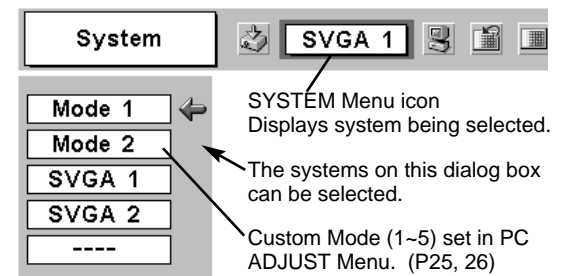 System
SVGA 1
SYSTEM Menu icon
Displays system being selected.
Mode 1
Mode 2
SVGA 1
SVGA 2
----
The systems on this dialog box
can be selected.
Custom Mode (1~5) set in PC
ADJUST Menu. (P25, 26)